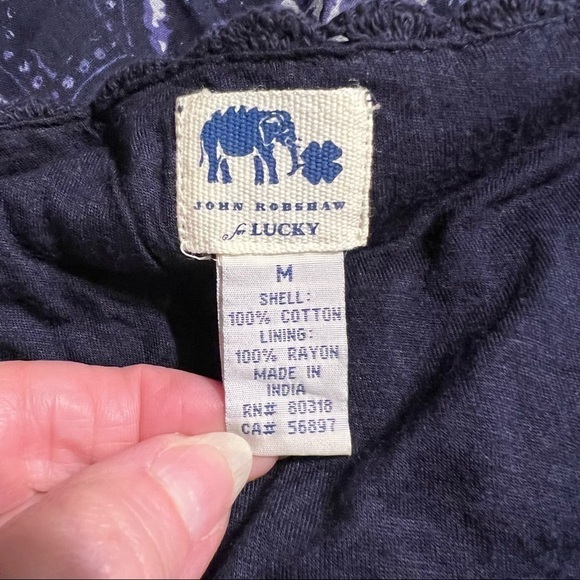 JOHN ROBSHAW
for LUCKY
M
SHELL:
100% COTTON
LINING:
100% RAYON
MADE IN
INDIA
RN# 80318
CA# 56897